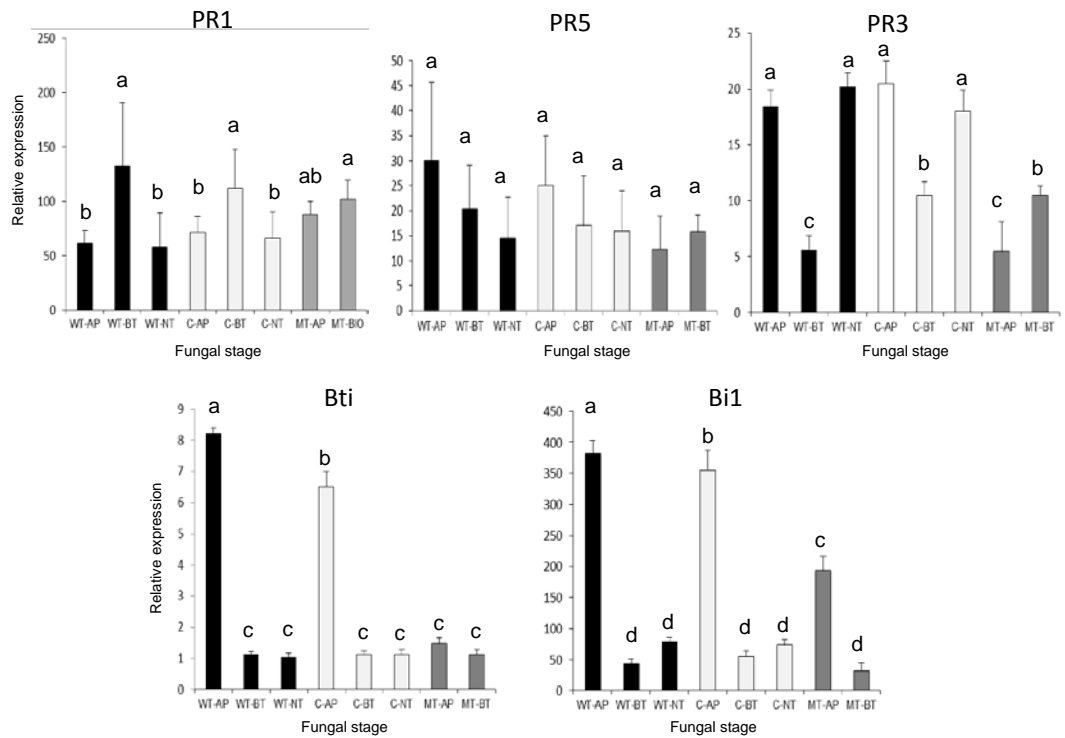 PR1
PR5
PR3
Relative expression
250
200
150
100
50
0
b a b b a b ab a
WT-AP WT-BT WT-NT C-AP C-BT C-NT MT-AP MT-BIO
Fungal stage
50
45
40
35
30
25
20
15
10
5
0
a a a a a a a a
WT-AP WT-BT WT-NT C-AP C-BT C-NT MT-AP MT-BT
Fungal stage
25
20
15
10
5
0
a c a a b a c b
WT-AP WT-BT WT-NT C-AP C-BT C-NT MT-AP MT-BT
Fungal stage
Bti
Bi1
Relative expression
9
8
7
6
5
4
3
2
1
0
a c c b c c c c
WT-AP WT-BT WT-NT C-AP C-BT C-NT MT-AP MT-BT
Fungal stage
450
400
350
300
250
200
150
100
50
0
a d d b d d c d
WT-AP WT-BT WT-NT C-AP C-BT C-NT MT-AP MT-BT
Fungal stage